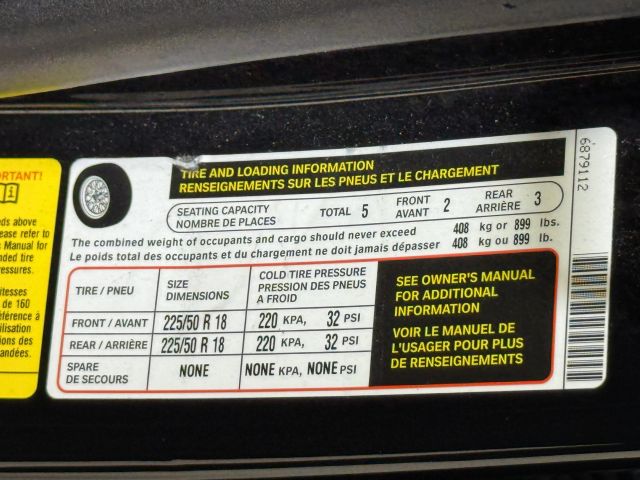 TIRE AND LOADING INFORMATION
RENSEIGNEMENTS SUR LES PNEUS ET LE CHARGEMENT
SEATING CAPACITY
NOMBRE DE PLACES
TOTAL 5
FRONT
AVANT 2
REAR
ARRIÈRE 3
The combined weight of occupants and cargo should never exceed 408 kg or 899 lbs.
Le poids total des occupants et du chargement ne doit jamais dépasser 408 kg ou 899 lb.
TIRE / PNEU
SIZE
DIMENSIONS
COLD TIRE PRESSURE
PRESSION DES PNEUS
A FROID
FRONT / AVANT 225/50 R 18 220 KPA, 32 PSI
REAR / ARRIÈRE 225/50 R 18 220 KPA, 32 PSI
SPARE
DE SECOURS
NONE NONE KPA, NONE PSI
SEE OWNER'S MANUAL
FOR ADDITIONAL
INFORMATION
VOIR LE MANUEL DE
L'USAGER POUR PLUS
DE RENSEIGNEMENTS
6879112
RTANT!
ds above
ease refer to
s Manual for
nded tire
essures.
itesses
de 160
éférence à
tilisation
ions des
andées.